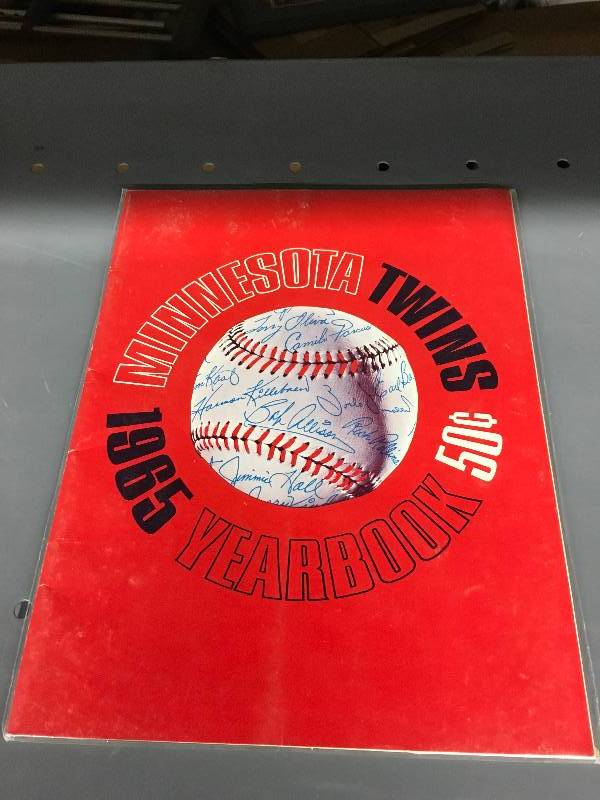 MINNESOTA TWINS
1965 YEARBOOK 50¢
Tony Oliva
Camilo Pascual
Harmon Killebrew
Bob Allison
Jimmie Hall